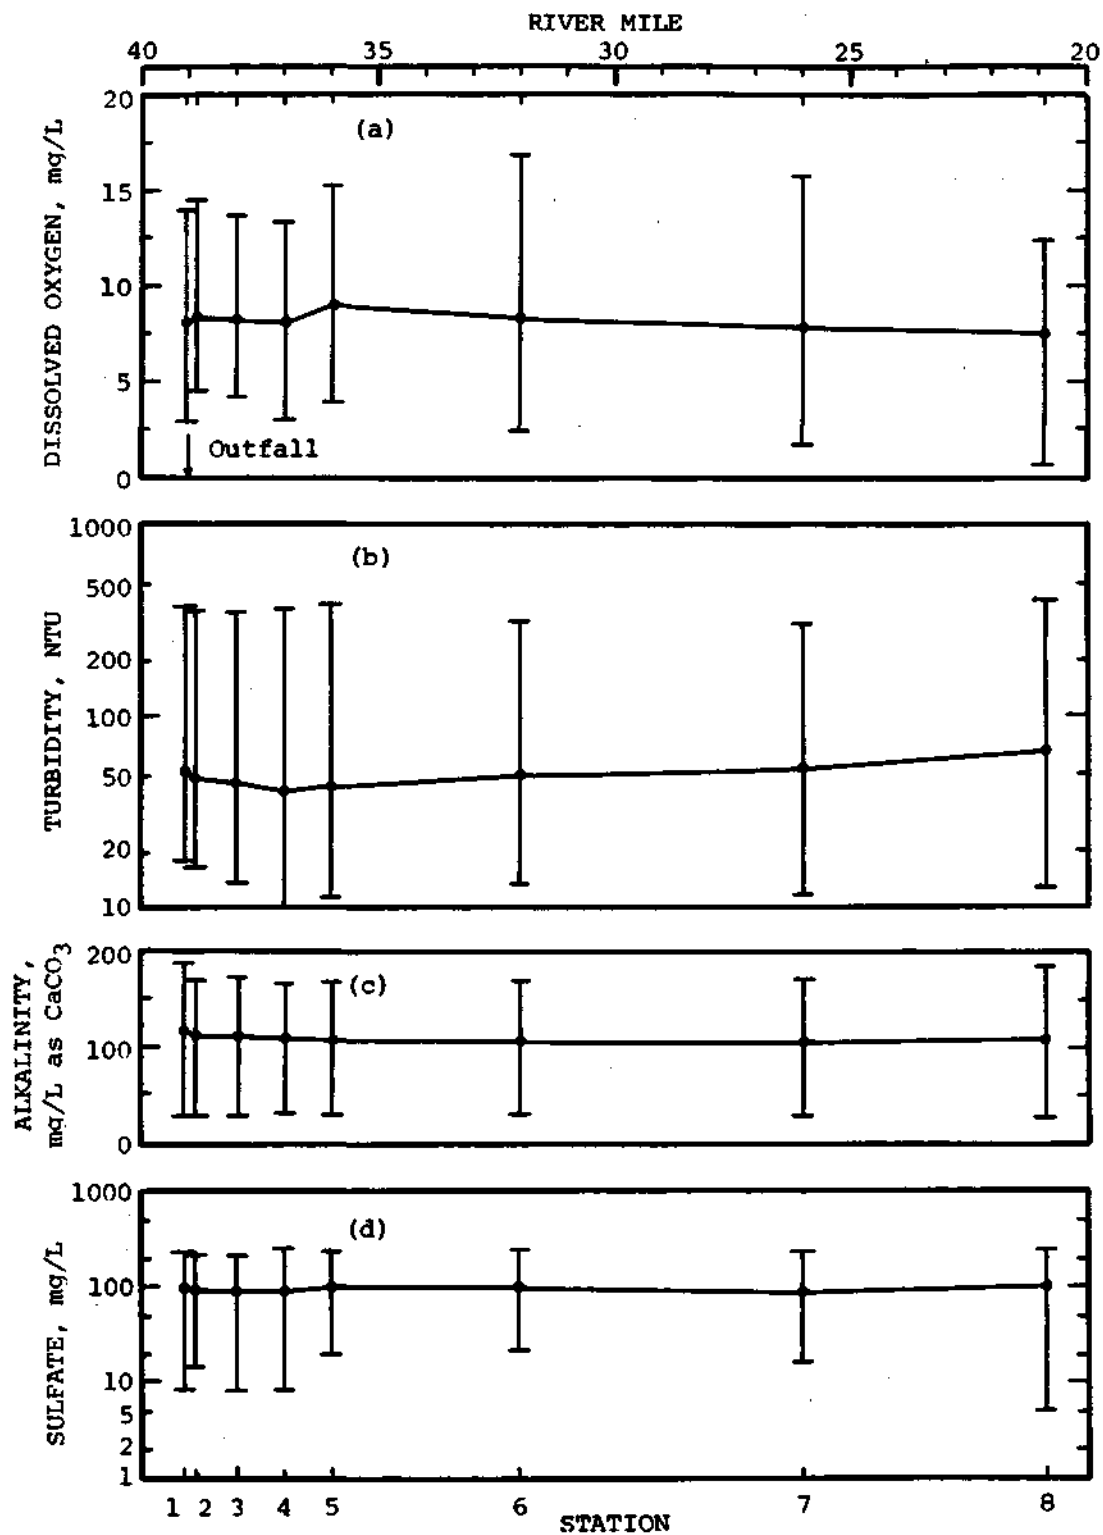 RIVER MILE
40 35 30 25 20
(a)
DISSOLVED OXYGEN, mg/L
20
15
10
5
0
Outfall
(b)
TURBIDITY, NTU
1000
500
200
100
50
20
10
(c)
ALKALINITY,
mg/L as CaCO3
200
100
0
(d)
SULFATE, mg/L
1000
100
10
5
2
1
1 2 3 4 5 6 7 8
STATION